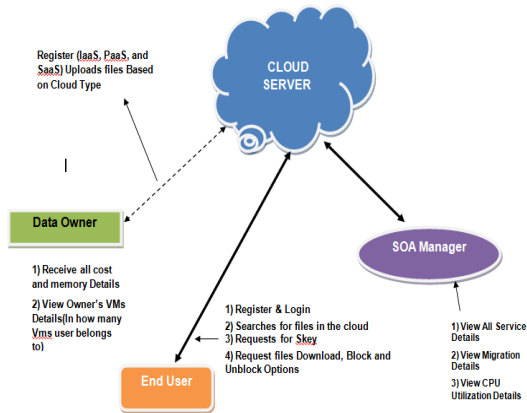 Register (IaaS, PaaS, and
SaaS) Uploads files Based
on Cloud Type
CLOUD
SERVER
Data Owner
1) Receive all cost
and memory Details
2) View Owner's VMs
Details(In how many
Vms user belongs
to)
SOA Manager
1) Register & Login
2) Searches for files in the cloud
3) Requests for Skey
4) Request files Download, Block and
Unblock Options
1) View All Service
Details
2) View Migration
Details
3) View CPU
Utilization Details
End User